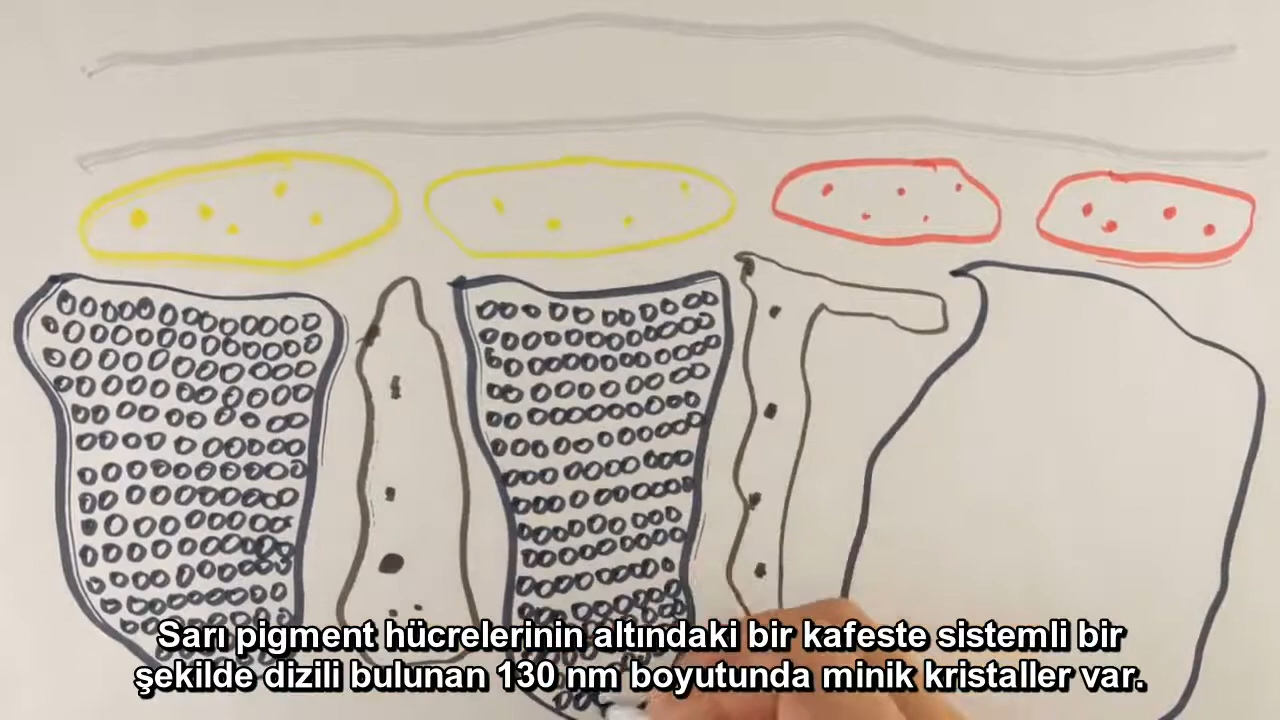 Sarı pigment hücrelerinin altındaki bir kafeste sistemli bir
şekilde dizili bulunan 130 nm boyutunda minik kristaller var.